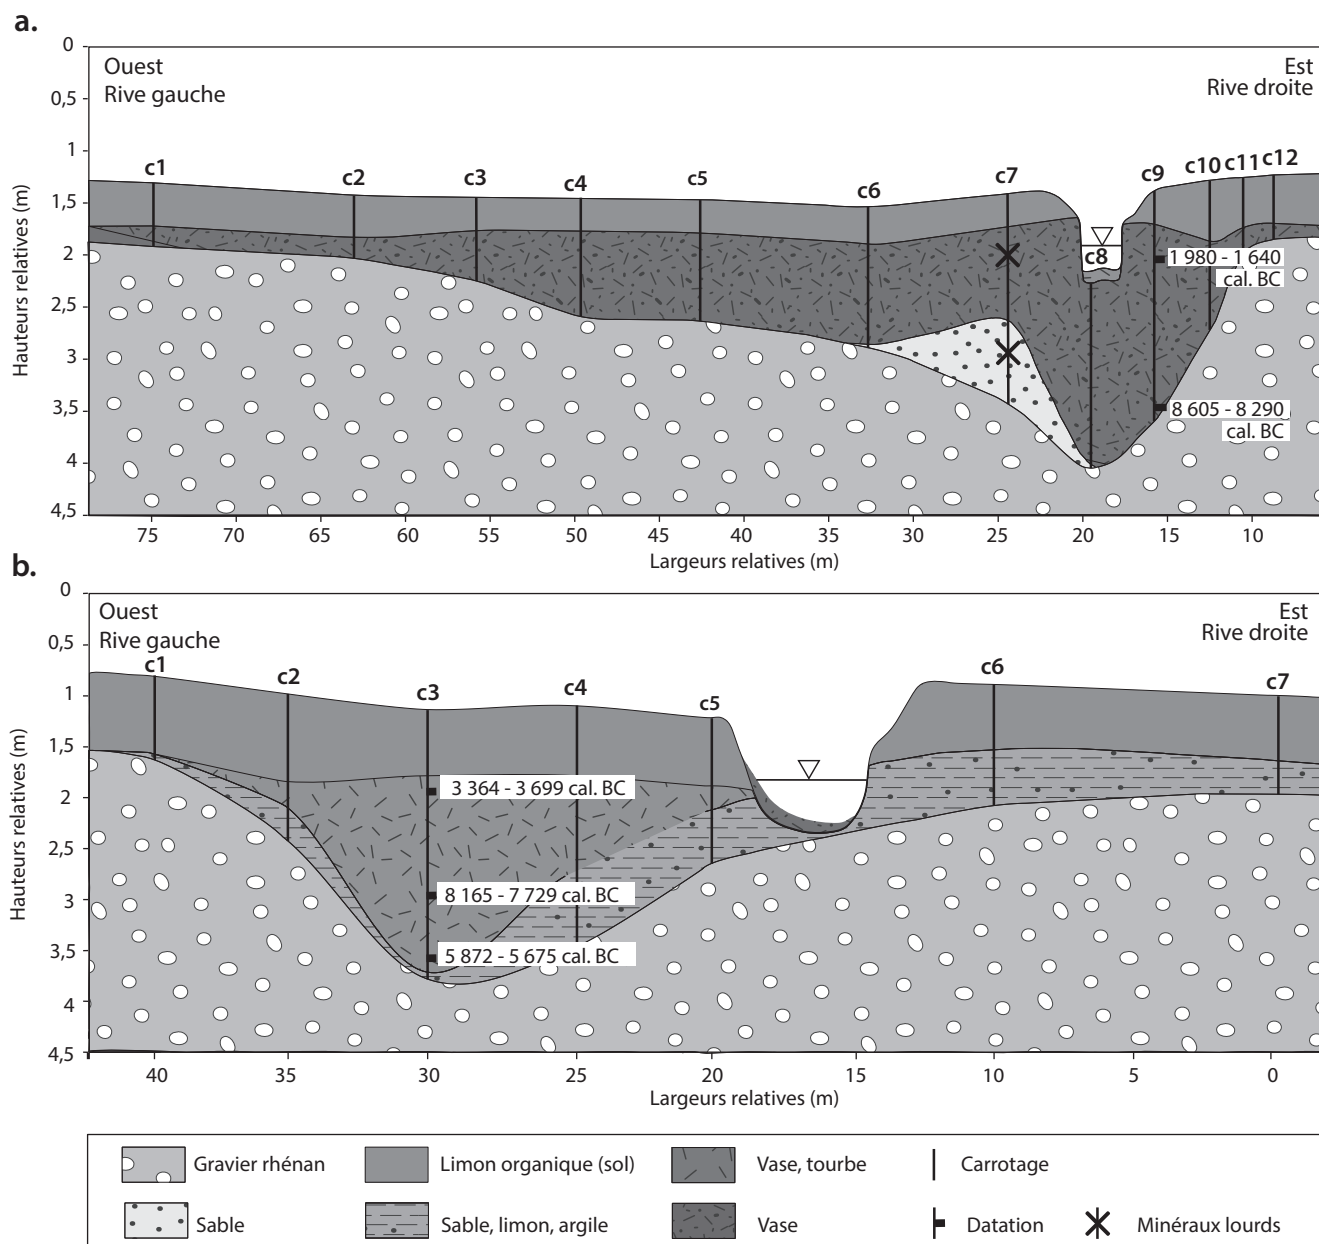 a.
0
0,5
1
1,5
2
2,5
3
3,5
4
4,5
Hauteurs relatives (m)
Ouest
Rive gauche
Est
Rive droite
c1
c2
c3
c4
c5
c6
c7
c8
c9
c10
c11
c12
1 980 - 1 640
cal. BC
8 605 - 8 290
cal. BC
75
70
65
60
55
50
45
40
35
30
25
20
15
10
Largeurs relatives (m)
b.
0
0,5
1
1,5
2
2,5
3
3,5
4
4,5
Hauteurs relatives (m)
Ouest
Rive gauche
Est
Rive droite
c1
c2
c3
c4
c5
c6
c7
3 364 - 3 699 cal. BC
8 165 - 7 729 cal. BC
5 872 - 5 675 cal. BC
40
35
30
25
20
15
10
5
0
Largeurs relatives (m)
Gravier rhénan
Limon organique (sol)
Vase, tourbe
Carrotage
Sable
Sable, limon, argile
Vase
Datation
Minéraux lourds